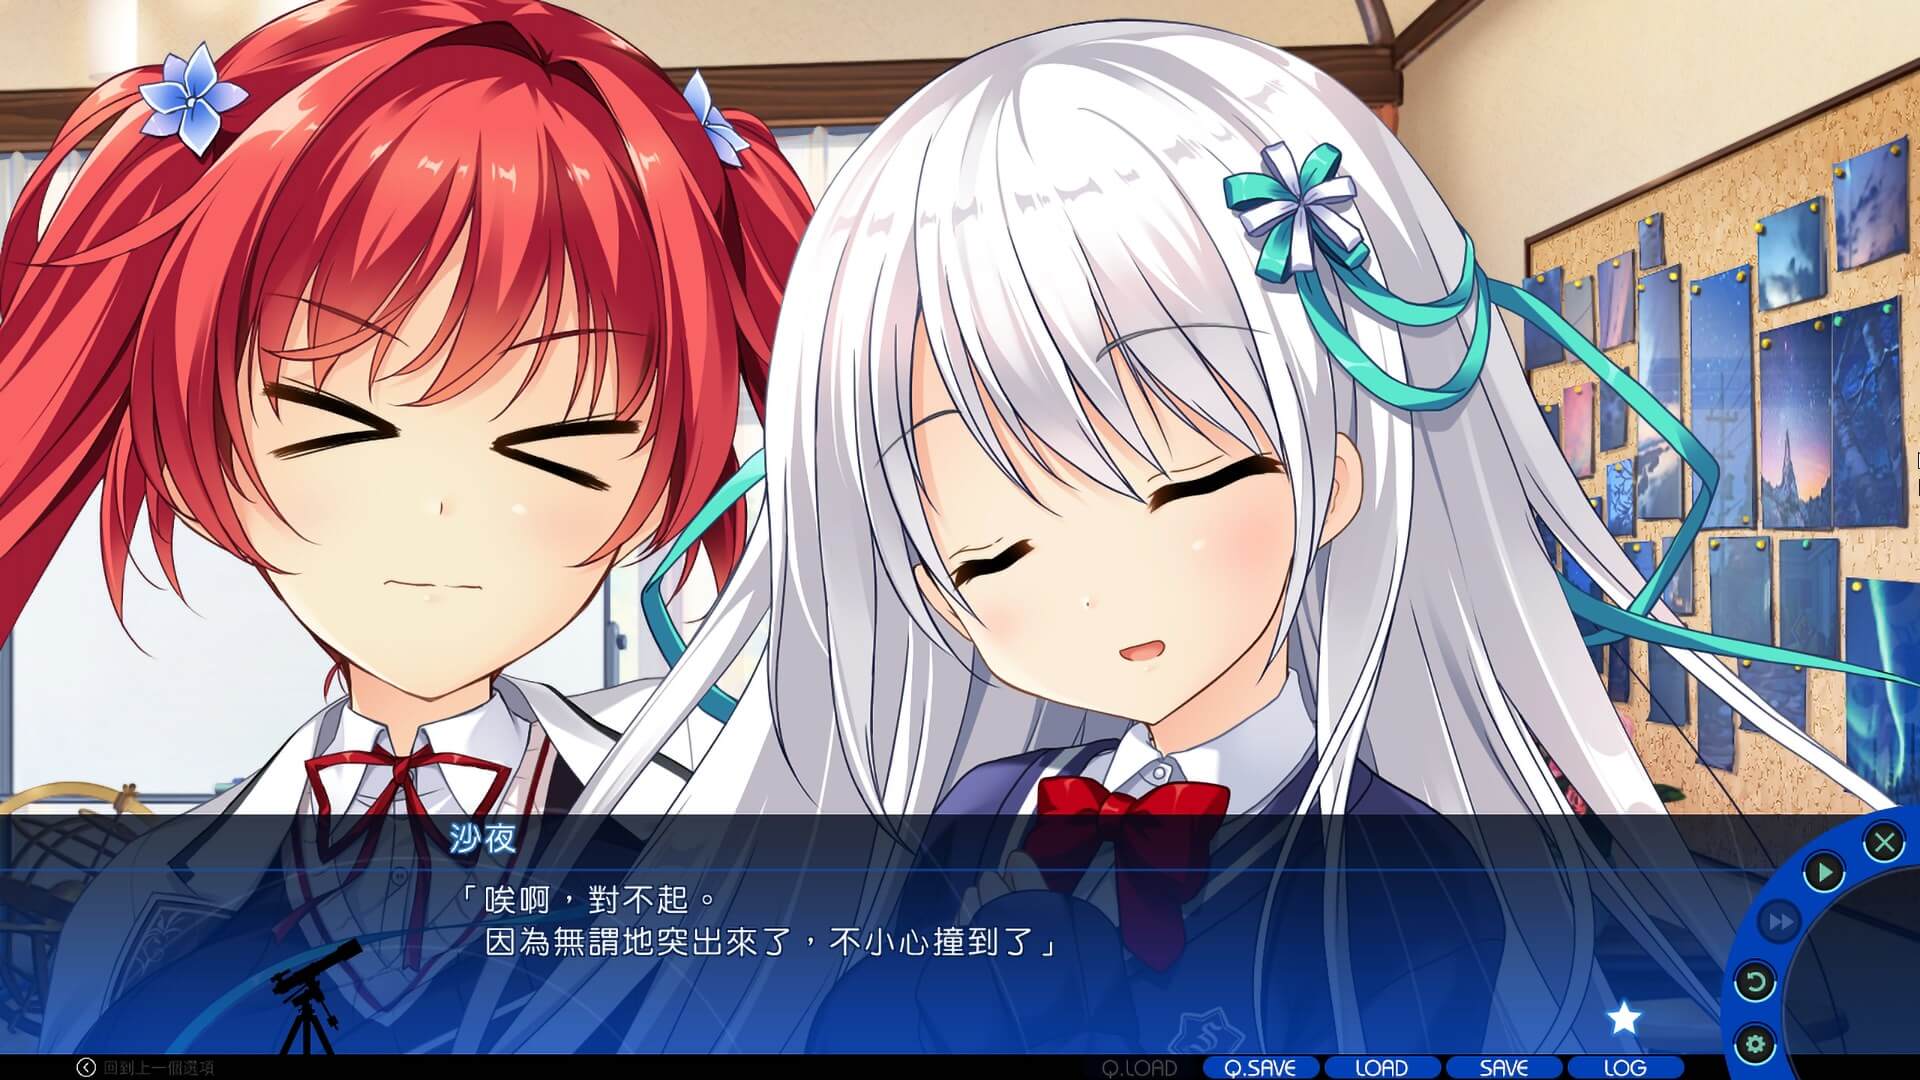 沙夜
「唉啊，對不起。
因為無謂地突出來了，不小心撞到了」
回到上一個選項
Q.LOAD
Q.SAVE
LOAD
SAVE
LOG